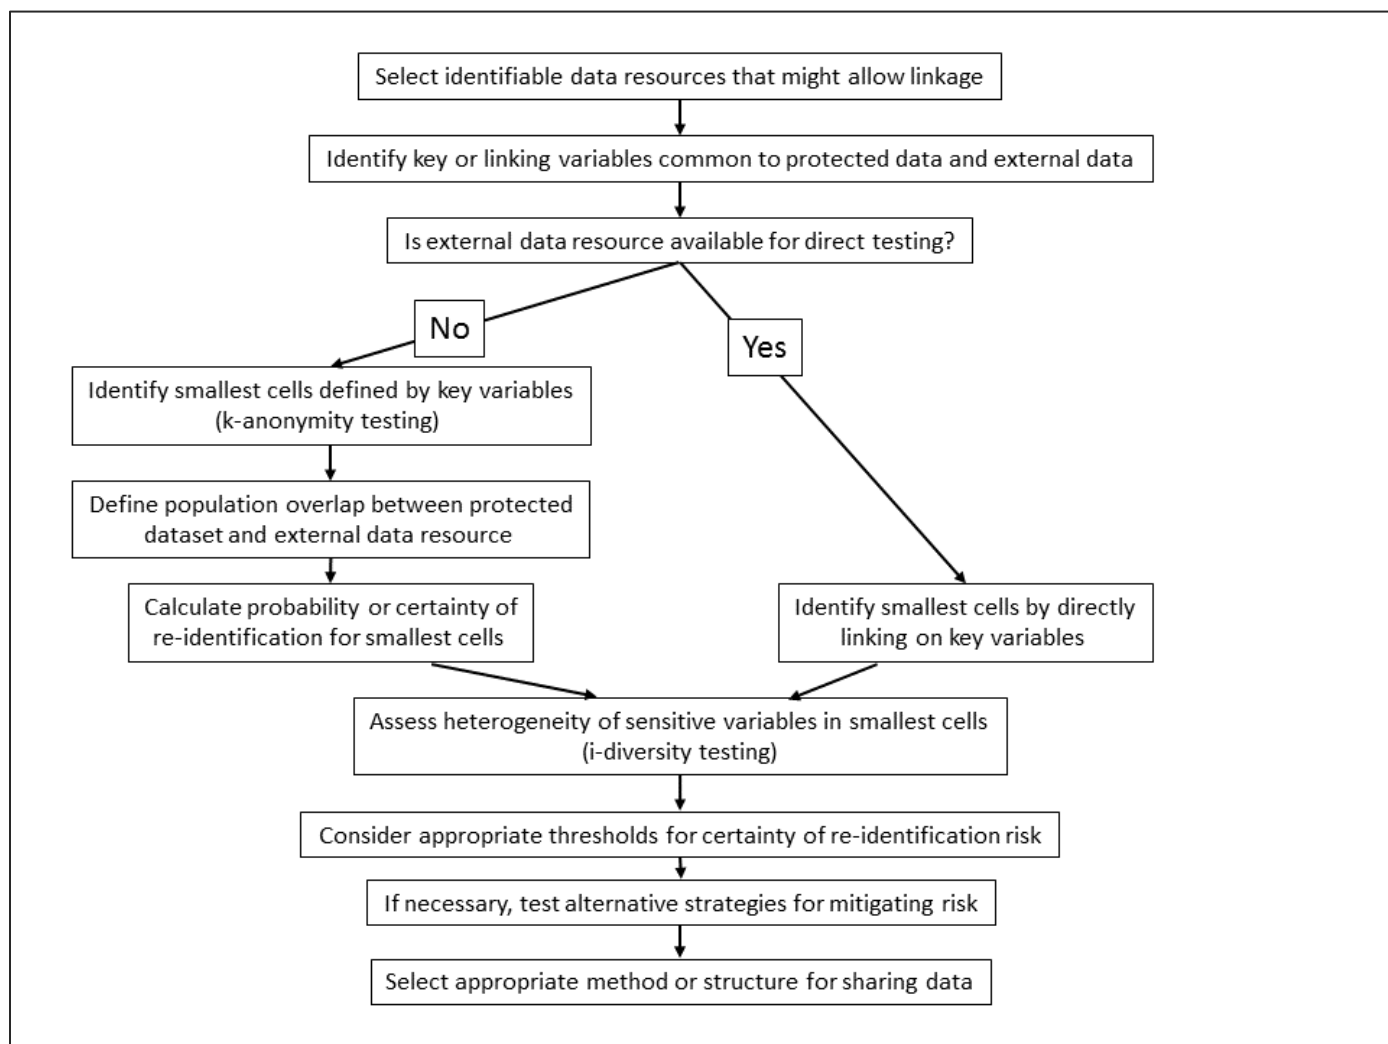 Select identifiable data resources that might allow linkage
Identify key or linking variables common to protected data and external data
Is external data resource available for direct testing?
No
Yes
Identify smallest cells defined by key variables
(k-anonymity testing)
Define population overlap between protected
dataset and external data resource
Calculate probability or certainty of
re-identification for smallest cells
Identify smallest cells by directly
linking on key variables
Assess heterogeneity of sensitive variables in smallest cells
(i-diversity testing)
Consider appropriate thresholds for certainty of re-identification risk
If necessary, test alternative strategies for mitigating risk
Select appropriate method or structure for sharing data